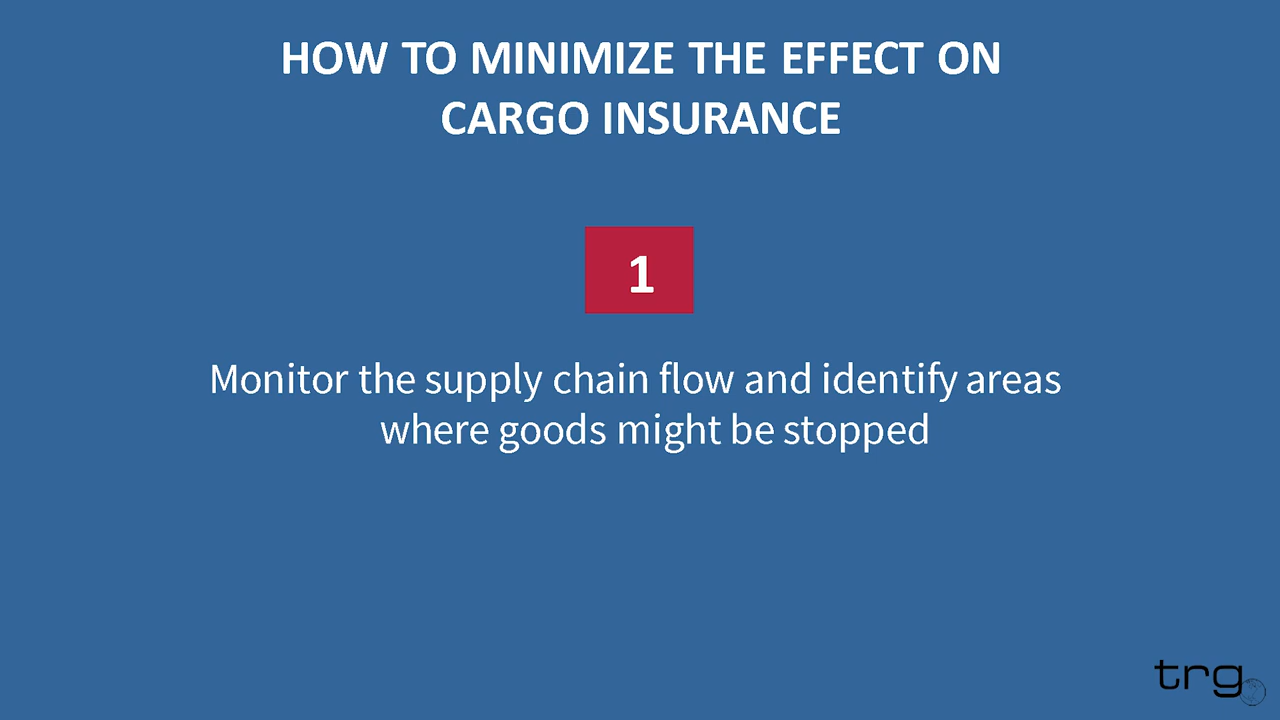 HOW TO MINIMIZE THE EFFECT ON
CARGO INSURANCE
1
Monitor the supply chain flow and identify areas
where goods might be stopped
trg